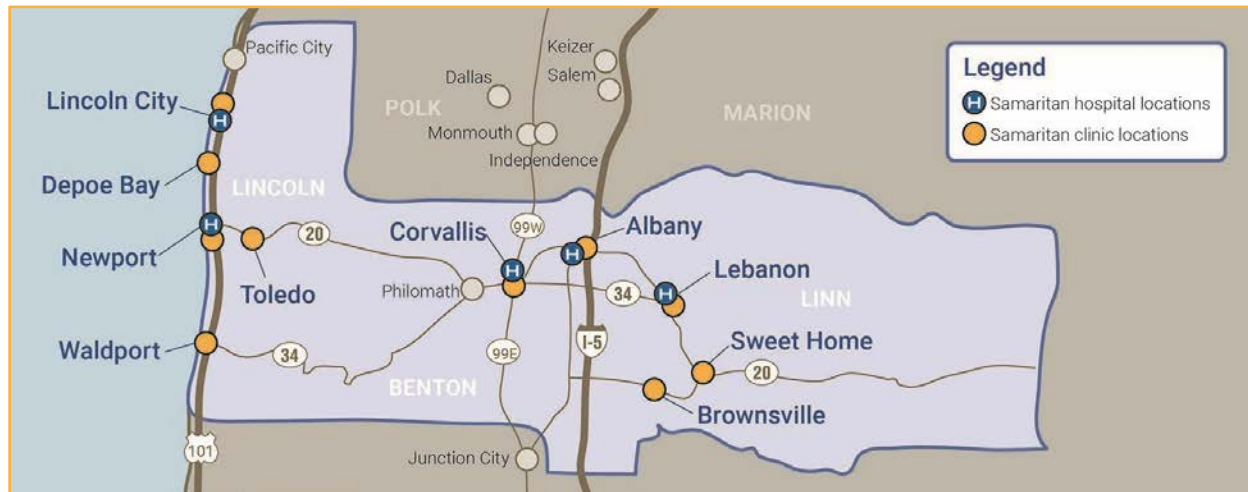 Pacific City
Keizer
Salem
Dallas
Legend
H Samaritan hospital locations
Samaritan clinic locations
Lincoln City
H
POLK
MARION
Monmouth
Independence
Depoe Bay
LINCOLN
Newport
H
20
99W
Corvallis
H
Albany
H
Toledo
Philomath
34
Lebanon
H
LINN
Waldport
34
99E
I-5
Sweet Home
20
BENTON
Brownsville
101
Junction City